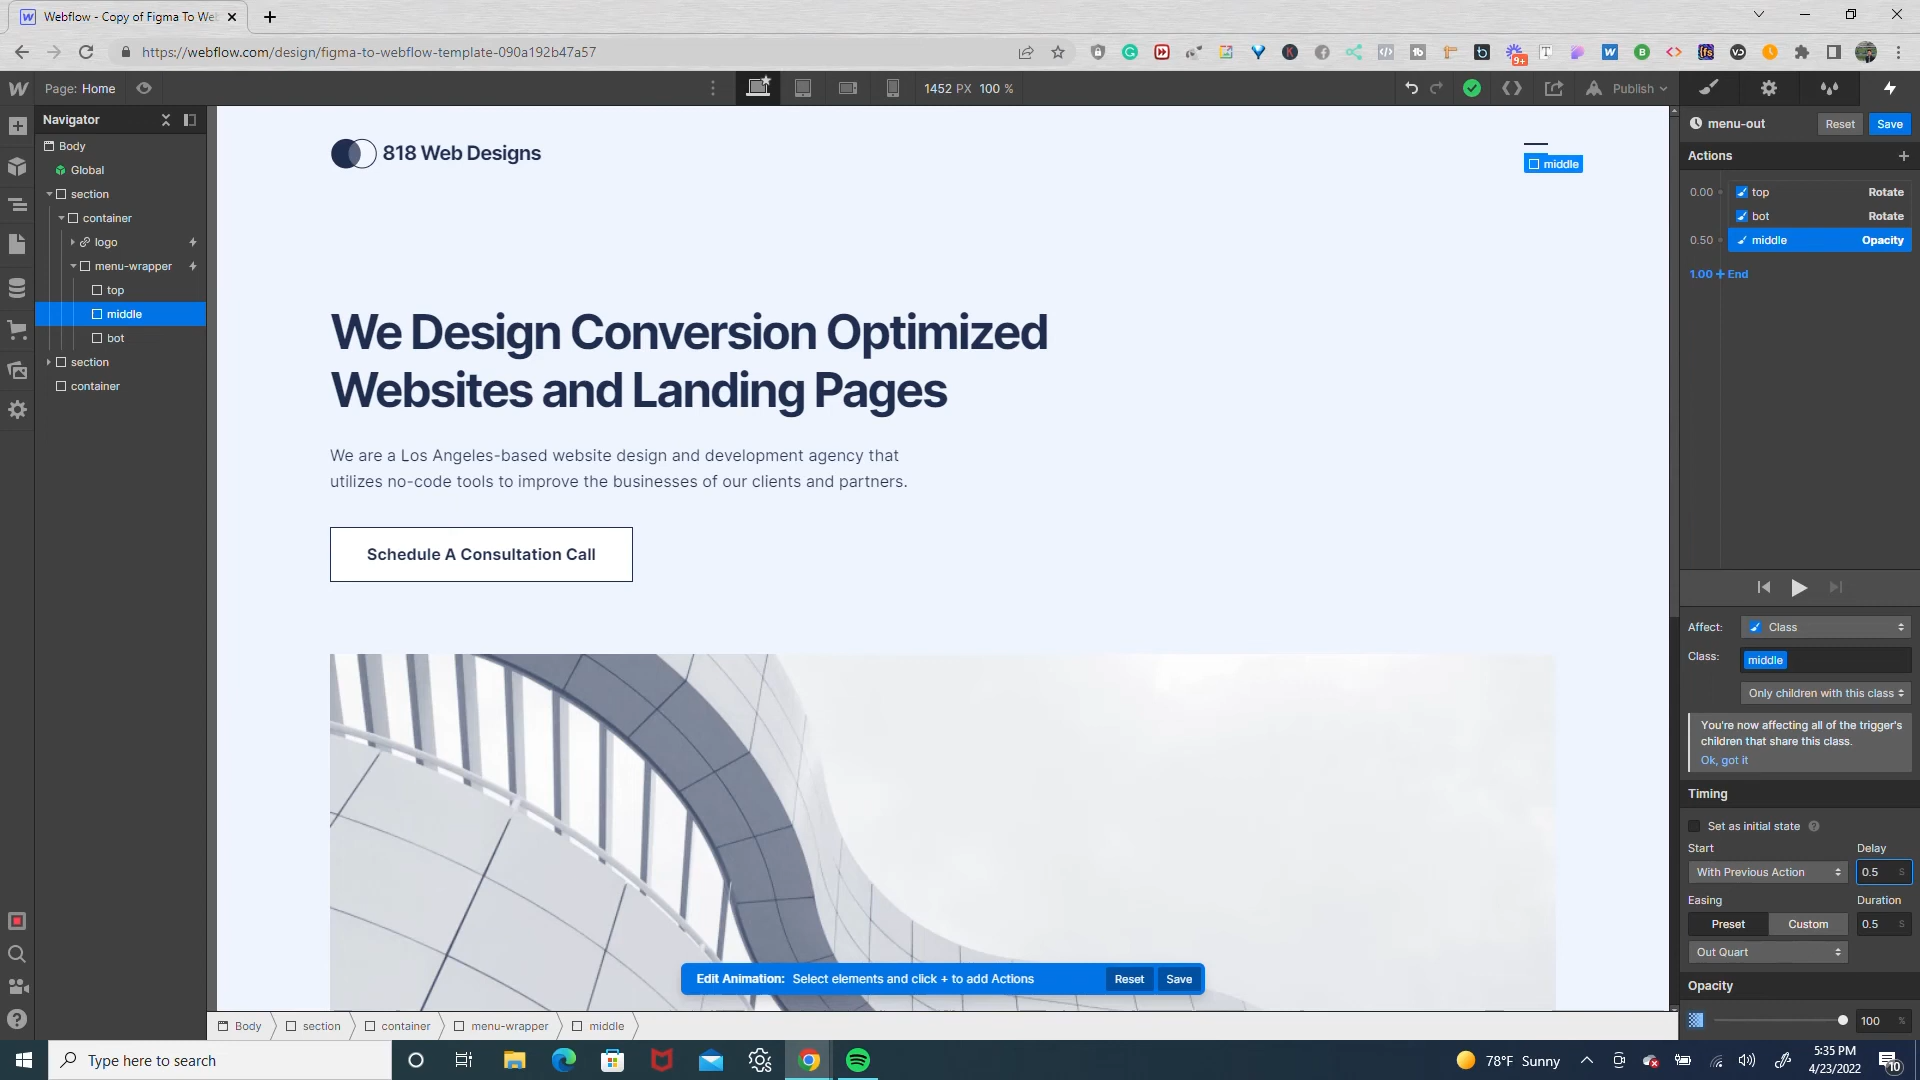 Webflow - Copy of Figma To We
https://webflow.com/design/figma-to-webflow-template-090a192b47a57
9+
Page: Home
1452 PX 100 %
Publish
Navigator
Body
Global
section
container
logo
menu-wrapper
top
middle
bot
section
container
818 Web Designs
middle
We Design Conversion Optimized
Websites and Landing Pages
We are a Los Angeles-based website design and development agency that
utilizes no-code tools to improve the businesses of our clients and partners.
Schedule A Consultation Call
Edit Animation: Select elements and click + to add Actions Reset Save
Body section container menu-wrapper middle
menu-out Reset Save
Actions
0.00 top Rotate
bot Rotate
0.50 middle Opacity
1.00 + End
Affect: Class
Class: middle
Only children with this class
You're now affecting all of the trigger's
children that share this class.
Ok, got it
Timing
Set as initial state ?
Start Delay
With Previous Action 0.5 S
Easing Duration
Preset Custom 0.5 S
Out Quart
Opacity
100 %
Type here to search
78°F Sunny
5:35 PM
4/23/2022
10